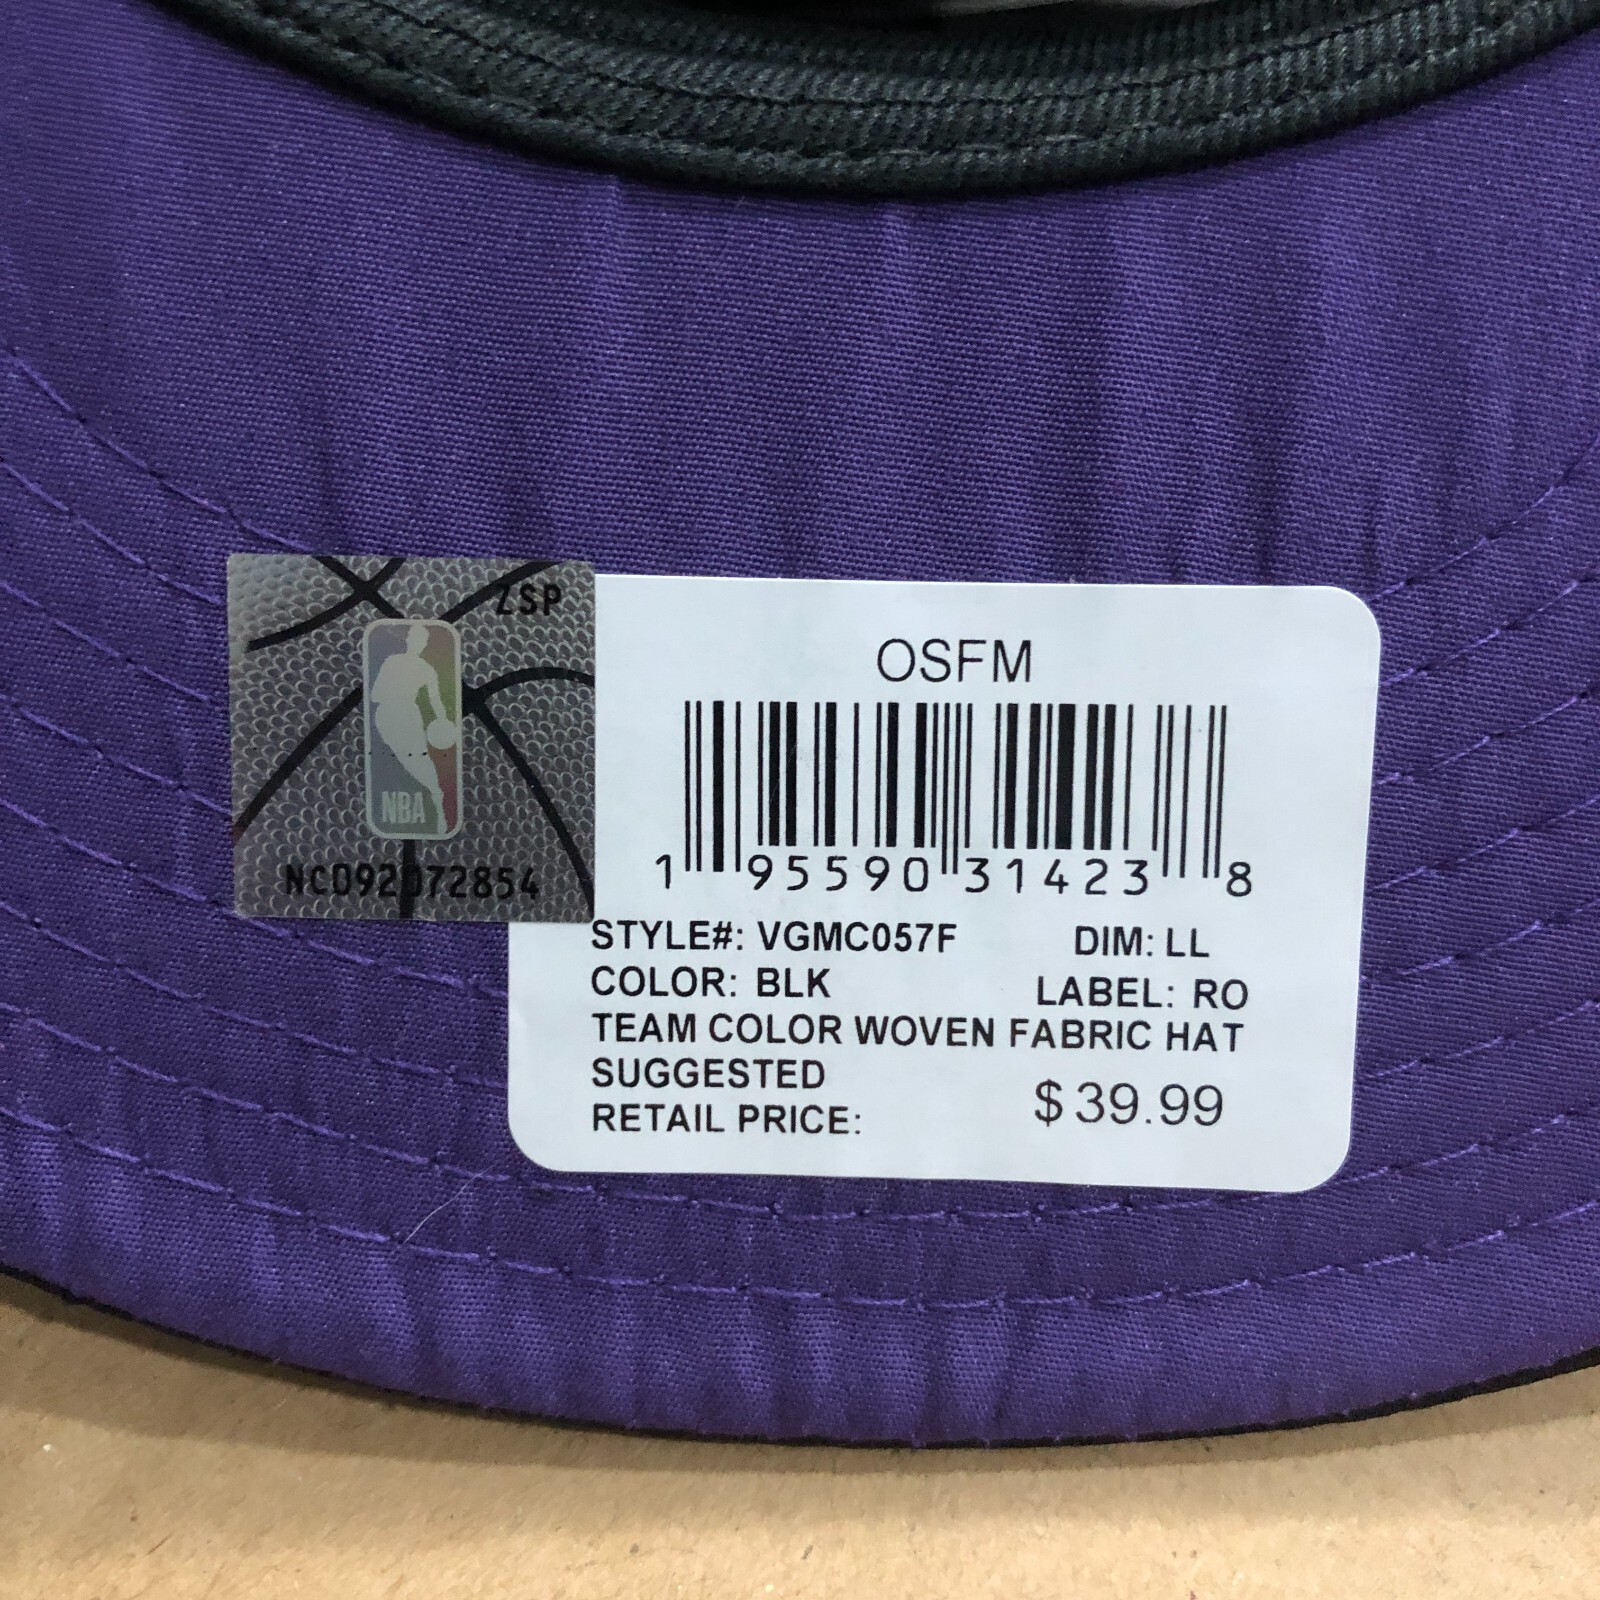 ZSP
NBA
NC092072854
OSFM
1 95590 31423 8
STYLE#: VGMC057F DIM: LL
COLOR: BLK LABEL: RO
TEAM COLOR WOVEN FABRIC HAT
SUGGESTED
RETAIL PRICE: $39.99